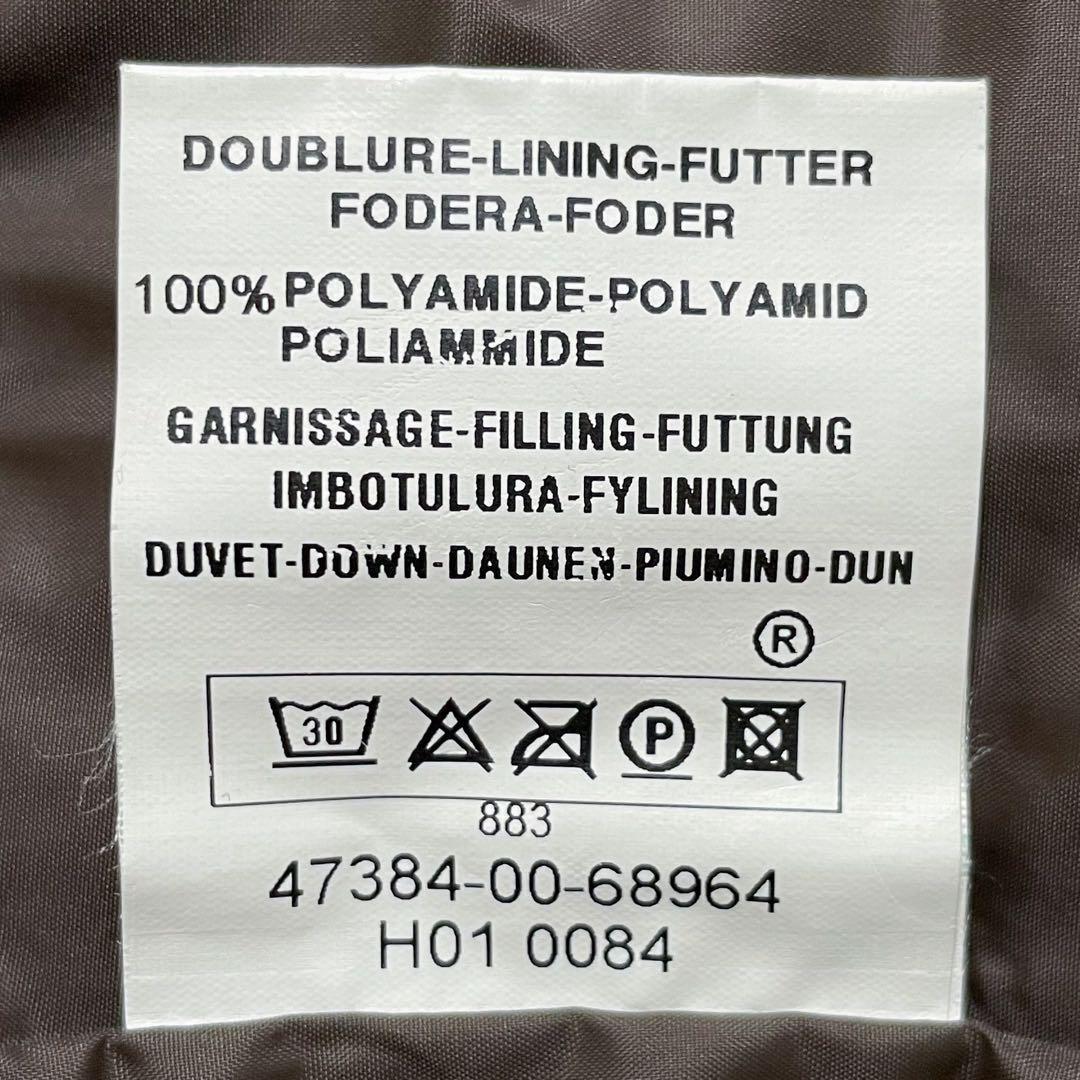 DOUBLURE-LINING-FUTTER
FODERA-FODER
100% POLYAMIDE-POLYAMID
POLIAMMIDE
GARNISSAGE-FILLING-FUTTUNG
IMBOTULURA-FYLINING
DUVET-DOWN-DAUNEN-PIUMINO-DUN
®
30 P
883
47384-00-68964
H01 0084